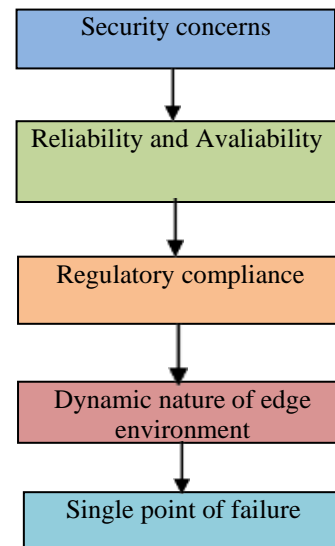 Security concerns
Reliability and Avaliability
Regulatory compliance
Dynamic nature of edge
environment
Single point of failure